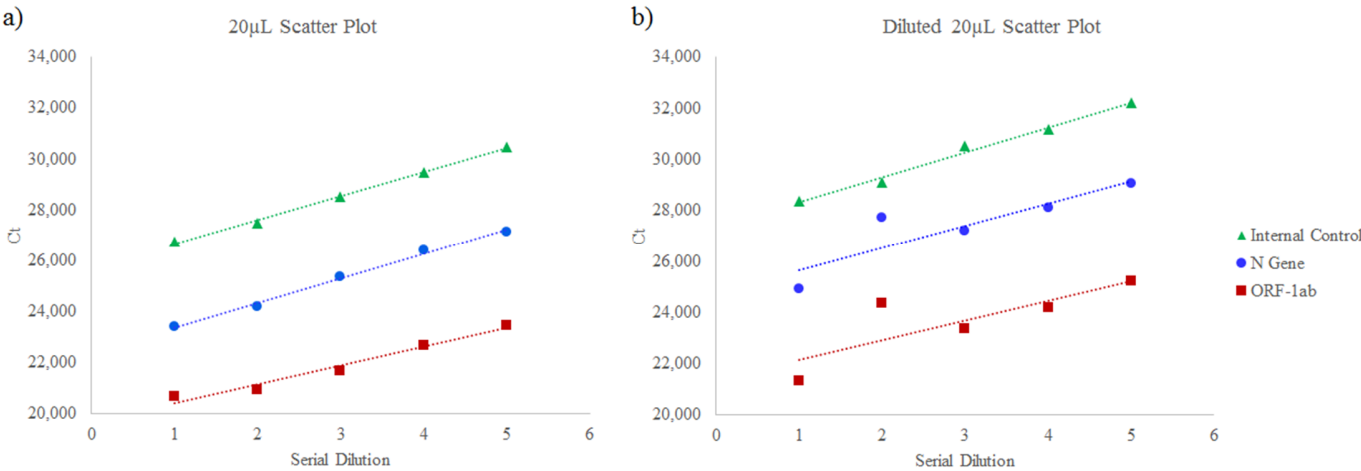 a)
20µL Scatter Plot
34,000
32,000
30,000
28,000
26,000
24,000
22,000
20,000
Ct
0 1 2 3 4 5 6
Serial Dilution
b)
Diluted 20µL Scatter Plot
34,000
32,000
30,000
28,000
26,000
24,000
22,000
20,000
Ct
0 1 2 3 4 5 6
Serial Dilution
Internal Control
N Gene
ORF-1ab